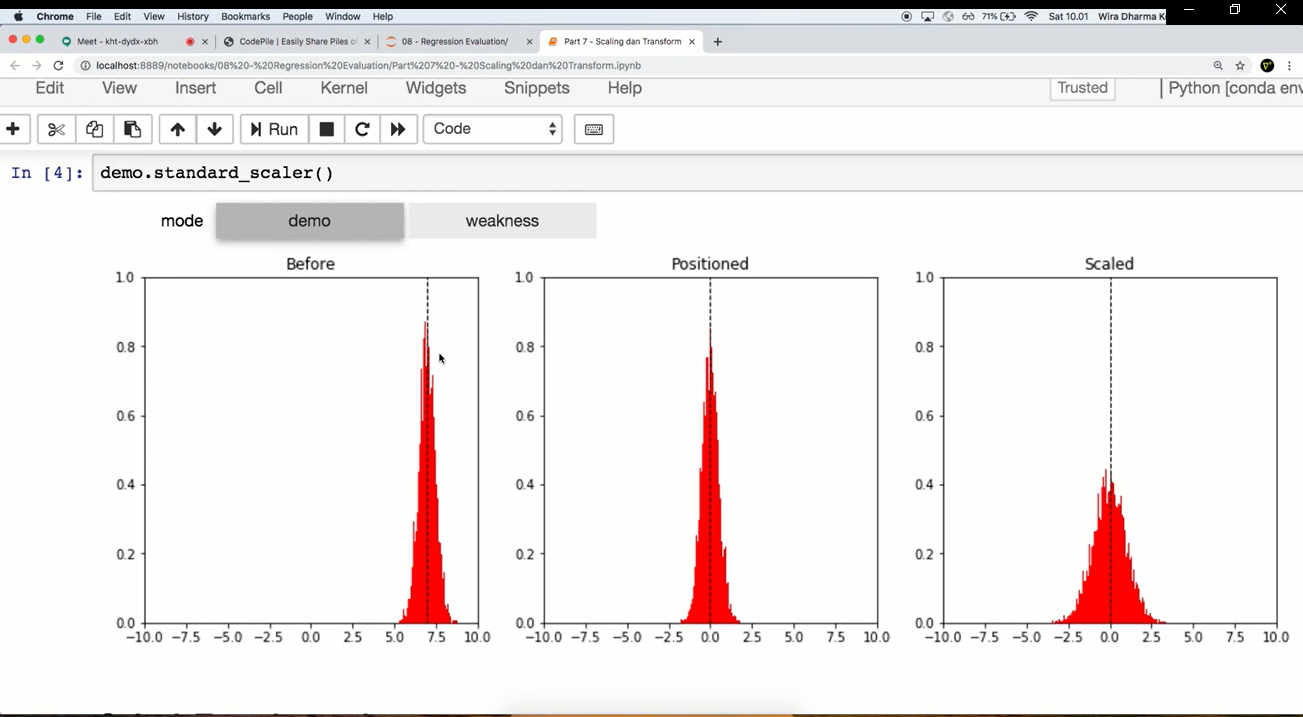 Chrome File Edit View History Bookmarks People Window Help 71% Sat 10.01 Wira Dharma K
Meet - kht-dydx-xbh CodePile | Easily Share Piles of 08 - Regression Evaluation/ Part 7 - Scaling dan Transform
localhost:8889/notebooks/08%20-%20Regression%20Evaluation/Part%207%20-%20Scaling%20dan%20Transform.ipynb
Edit View Insert Cell Kernel Widgets Snippets Help Trusted Python [conda env
Run Code
In [4]: demo.standard_scaler()
mode demo weakness
Before Positioned Scaled
1.0 1.0 1.0
0.8 0.8 0.8
0.6 0.6 0.6
0.4 0.4 0.4
0.2 0.2 0.2
0.0 0.0 0.0
−10.0 −7.5 −5.0 −2.5 0.0 2.5 5.0 7.5 10.0 −10.0 −7.5 −5.0 −2.5 0.0 2.5 5.0 7.5 10.0 −10.0 −7.5 −5.0 −2.5 0.0 2.5 5.0 7.5 10.0